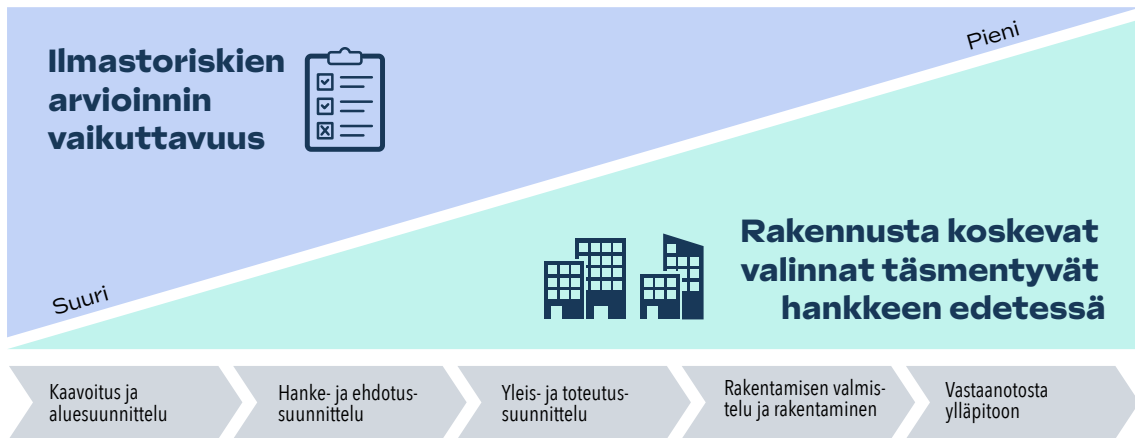 Ilmastoriskien
arvioinnin
vaikuttavuus
Pieni
Suuri
Rakennusta koskevat
valinnat täsmentyvät
hankkeen edetessä
Kaavoitus ja
aluesuunnittelu
Hanke- ja ehdotus-
suunnittelu
Yleis- ja toteutus-
suunnittelu
Rakentamisen valmis-
telu ja rakentaminen
Vastaanotosta
ylläpitoon